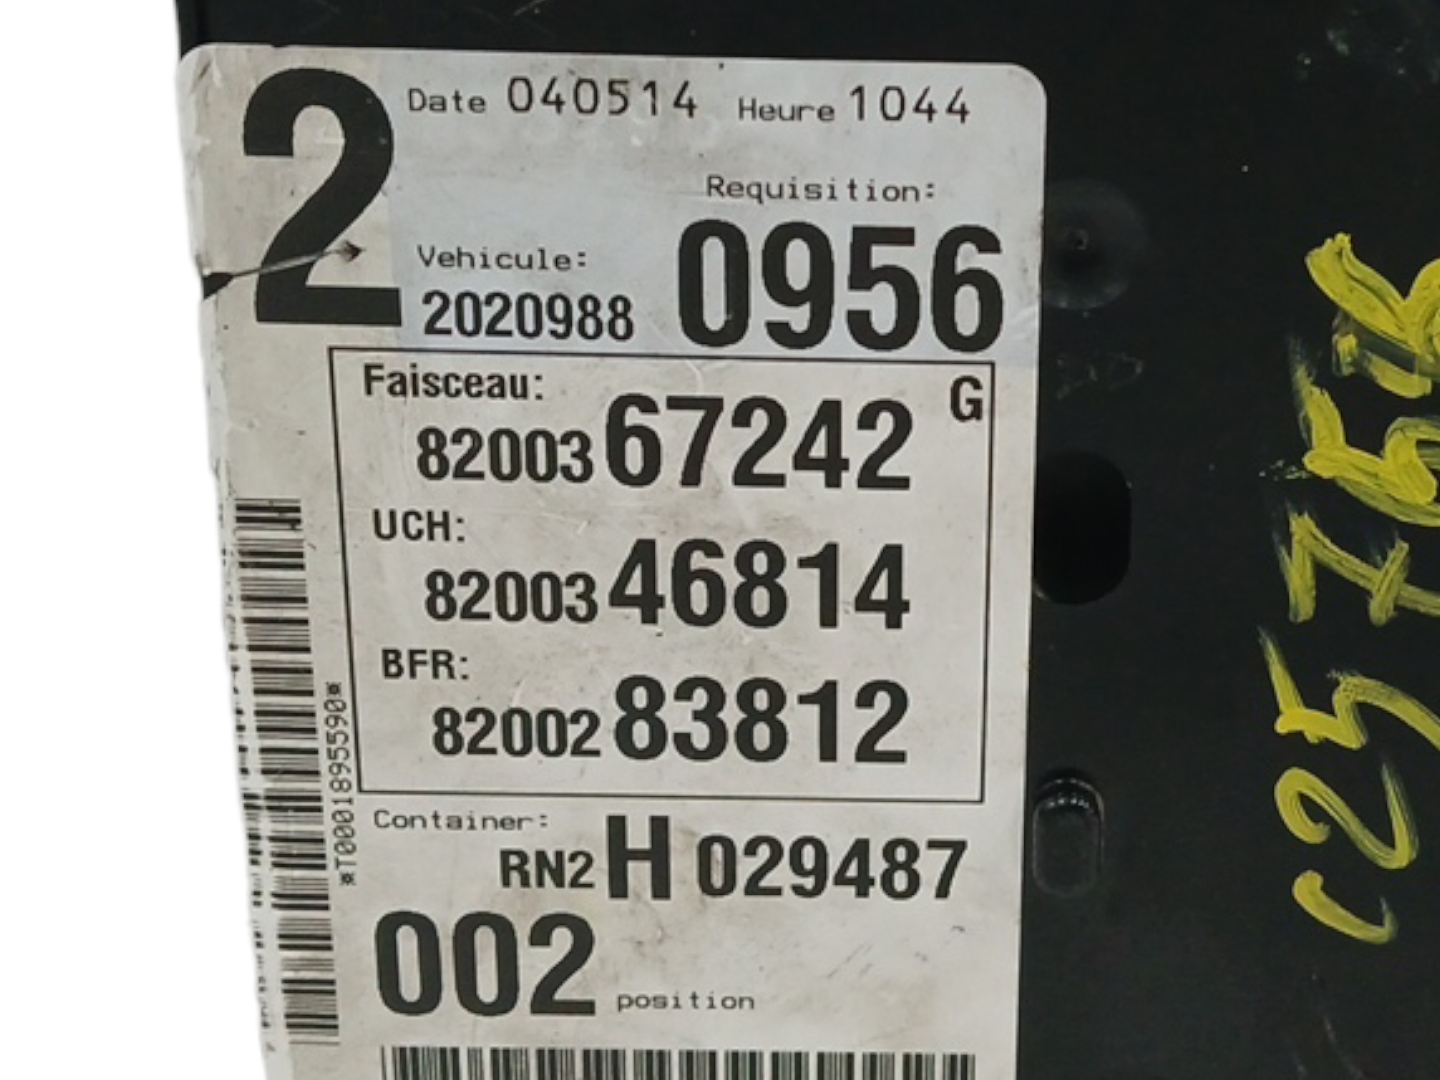 2
Date 040514 Heure 1044
Requisition:
0956
Vehicule:
2020988
Faisceau: G
8200367242
UCH:
8200346814
BFR:
8200283812
Container:
RN2 H 029487
002 position
¤T0001895590¤